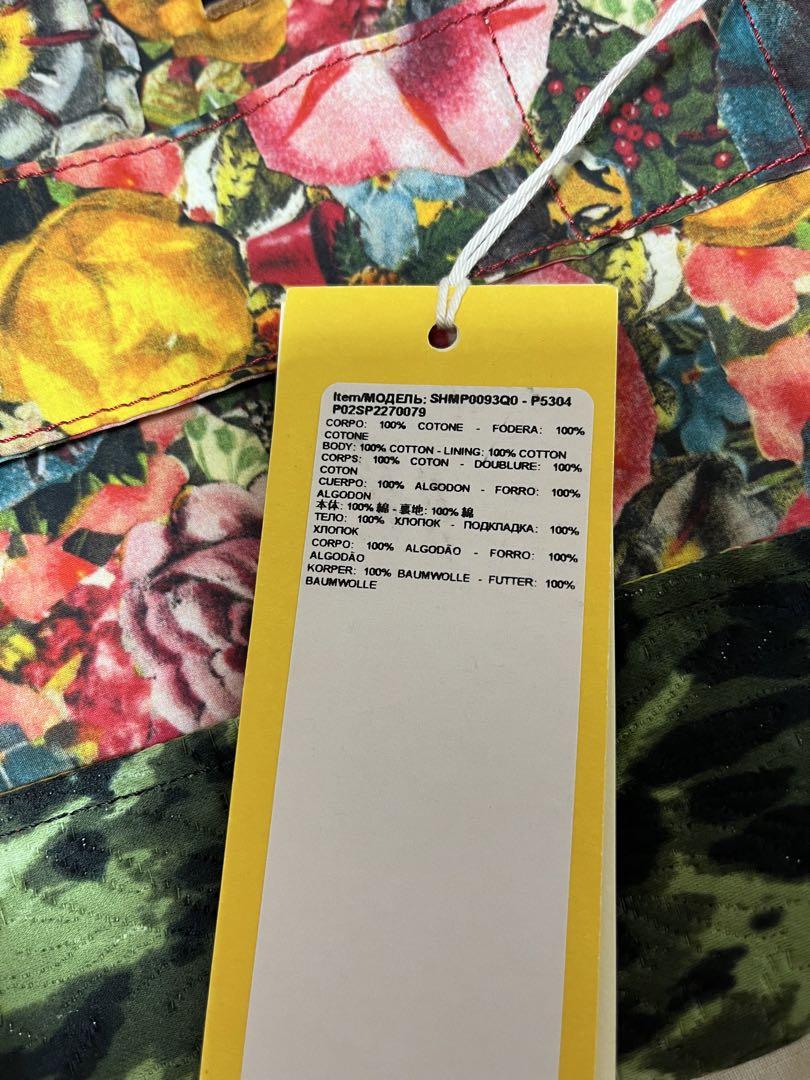 Item/МОДЕЛЬ: SHMP0093Q0 - P5304
P02SP2270079
CORPO: 100% COTONE - FODERA: 100%
COTONE
BODY: 100% COTTON - LINING: 100% COTTON
CORPS: 100% COTON - DOUBLURE: 100%
COTON
CUERPO: 100% ALGODON - FORRO: 100%
ALGODON
本体: 100% 綿 - 裏地: 100% 綿
ТЕЛО: 100% ХЛОПОК - ПОДКЛАДКА: 100%
ХЛОПОК
CORPO: 100% ALGODÃO - FORRO: 100%
ALGODÃO
KORPER: 100% BAUMWOLLE - FUTTER: 100%
BAUMWOLLE